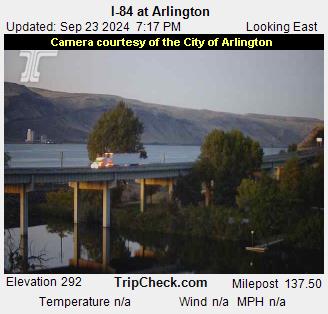 I-84 at Arlington
Updated: Sep 23 2024 7:17 PM Looking East
Camera courtesy of the City of Arlington
Elevation 292 TripCheck.com Milepost 137.50
Temperature n/a Wind n/a MPH n/a